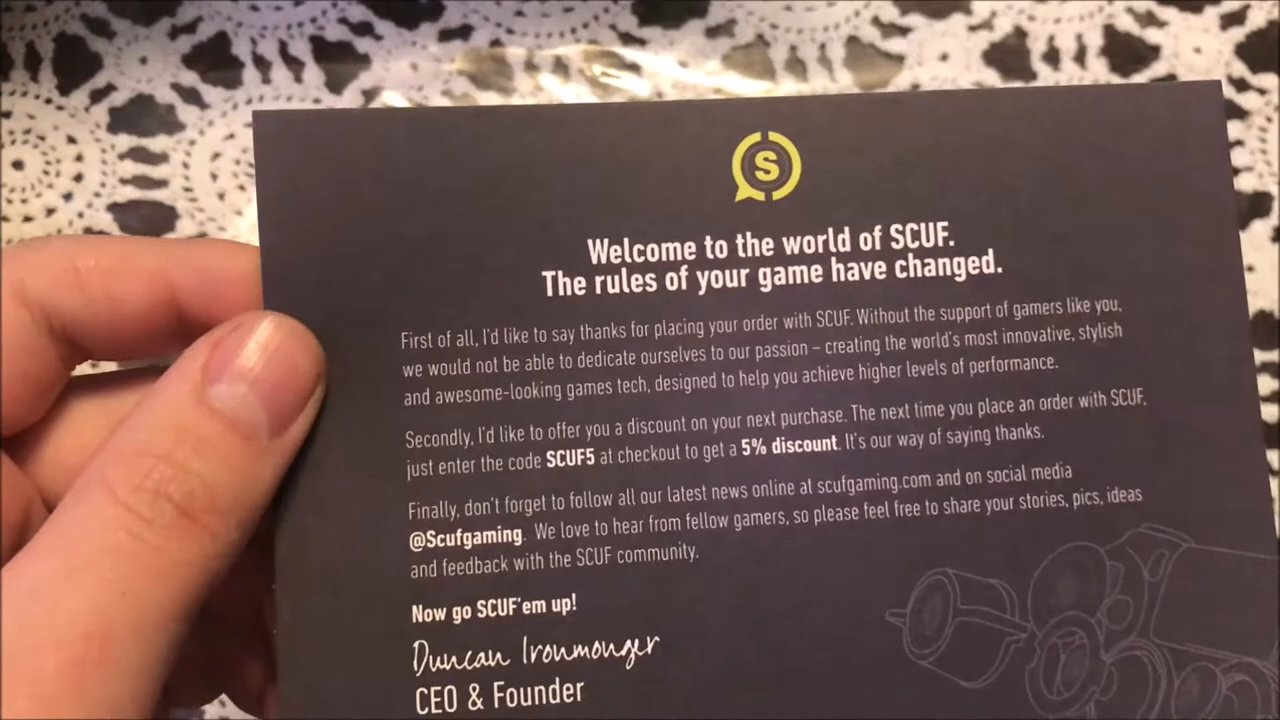 S
Welcome to the world of SCUF.
The rules of your game have changed.
First of all, I'd like to say thanks for placing your order with SCUF. Without the support of gamers like you,
we would not be able to dedicate ourselves to our passion – creating the world's most innovative, stylish
and awesome-looking games tech, designed to help you achieve higher levels of performance.
Secondly, I'd like to offer you a discount on your next purchase. The next time you place an order with SCUF,
just enter the code SCUF5 at checkout to get a 5% discount. It's our way of saying thanks.
Finally, don't forget to follow all our latest news online at scufgaming.com and on social media
@Scufgaming. We love to hear from fellow gamers, so please feel free to share your stories, pics, ideas
and feedback with the SCUF community.
Now go SCUF'em up!
Duncan Ironmonger
CEO & Founder